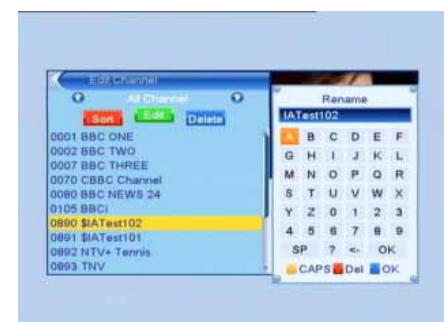 Edit Channel
All Channel
Sort Edit Delete
0001 BBC ONE
0002 BBC TWO
0007 BBC THREE
0070 CBBC Channel
0080 BBC NEWS 24
0105 BBCi
0890 $IATest102
0891 $IATest101
0892 NTV+ Tennis
0893 TNV
Rename
IATest102
A B C D E F
G H I J K L
M N O P Q R
S T U V W X
Y Z 0 1 2 3
4 5 6 7 8 9
SP ? <- OK
CAPS Del OK